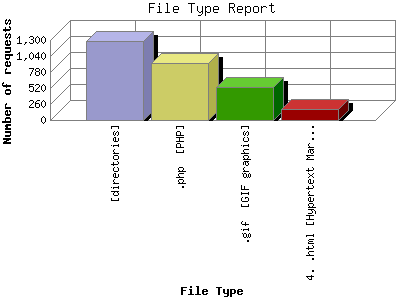 File Type Report
Number of requests
1,300
1,040
780
520
260
0
[directories]
.php [PHP]
.gif [GIF graphics]
4. .html [Hypertext Mar...
File Type